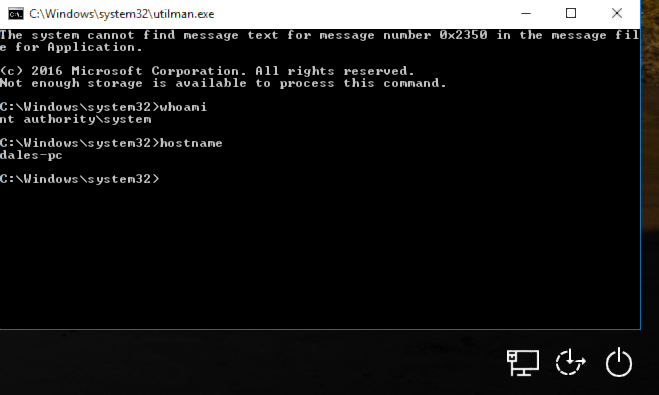 C:\Windows\system32\utilman.exe
The system cannot find message text for message number 0x2350 in the message fil
e for Application.
(c) 2016 Microsoft Corporation. All rights reserved.
Not enough storage is available to process this command.
C:\Windows\system32>whoami
nt authority\system
C:\Windows\system32>hostname
dales-pc
C:\Windows\system32>